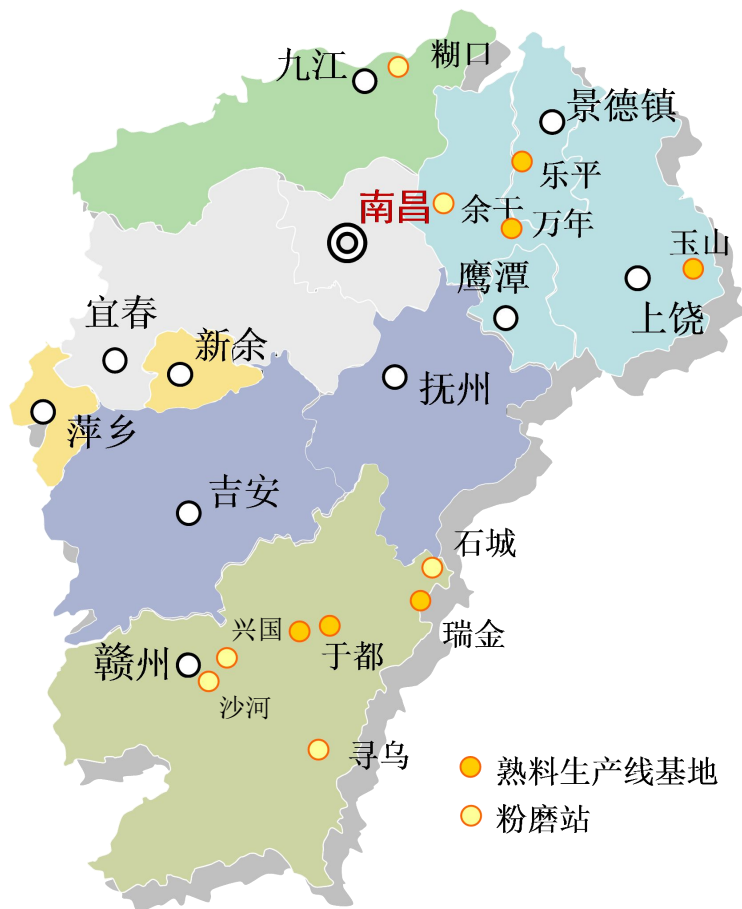 糊口
九江
景德镇
乐平
南昌
余干
万年
玉山
鹰潭
上饶
宜春
新余
抚州
萍乡
吉安
石城
兴国
于都
瑞金
赣州
沙河
寻乌
熟料生产线基地
粉磨站